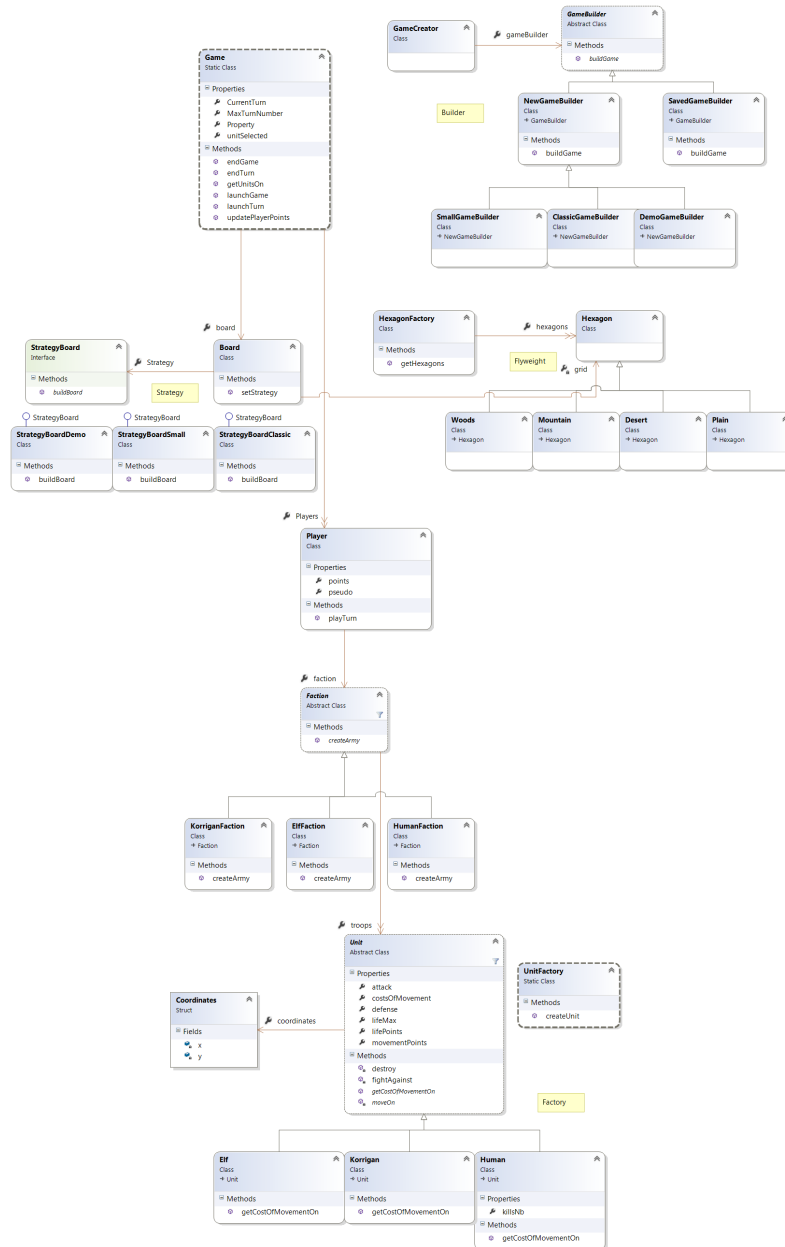 GameCreator
Class
gameBuilder
GameBuilder
Abstract Class
Methods
buildGame
Game
Static Class
Properties
CurrentTurn
MaxTurnNumber
Property
unitSelected
Methods
endGame
endTurn
getUnitsOn
launchGame
launchTurn
updatePlayerPoints
Builder
NewGameBuilder
Class
GameBuilder
Methods
buildGame
SavedGameBuilder
Class
GameBuilder
Methods
buildGame
SmallGameBuilder
Class
NewGameBuilder
ClassicGameBuilder
Class
NewGameBuilder
DemoGameBuilder
Class
NewGameBuilder
board
StrategyBoard
Interface
Methods
buildBoard
Strategy
Strategy
Board
Class
Methods
setStrategy
HexagonFactory
Class
Methods
getHexagons
hexagons
Flyweight
grid
Hexagon
Class
StrategyBoard
StrategyBoardDemo
Class
Methods
buildBoard
StrategyBoard
StrategyBoardSmall
Class
Methods
buildBoard
StrategyBoard
StrategyBoardClassic
Class
Methods
buildBoard
Woods
Class
Hexagon
Mountain
Class
Hexagon
Desert
Class
Hexagon
Plain
Class
Hexagon
Players
Player
Class
Properties
points
pseudo
Methods
playTurn
faction
Faction
Abstract Class
Methods
createArmy
KorriganFaction
Class
Faction
Methods
createArmy
ElfFaction
Class
Faction
Methods
createArmy
HumanFaction
Class
Faction
Methods
createArmy
troops
Unit
Abstract Class
Properties
attack
costsOfMovement
defense
lifeMax
lifePoints
movementPoints
Methods
destroy
fightAgainst
getCostOfMovementOn
moveOn
UnitFactory
Static Class
Methods
createUnit
Coordinates
Struct
Fields
x
y
coordinates
Factory
Elf
Class
Unit
Methods
getCostOfMovementOn
Korrigan
Class
Unit
Methods
getCostOfMovementOn
Human
Class
Unit
Properties
killsNb
Methods
getCostOfMovementOn